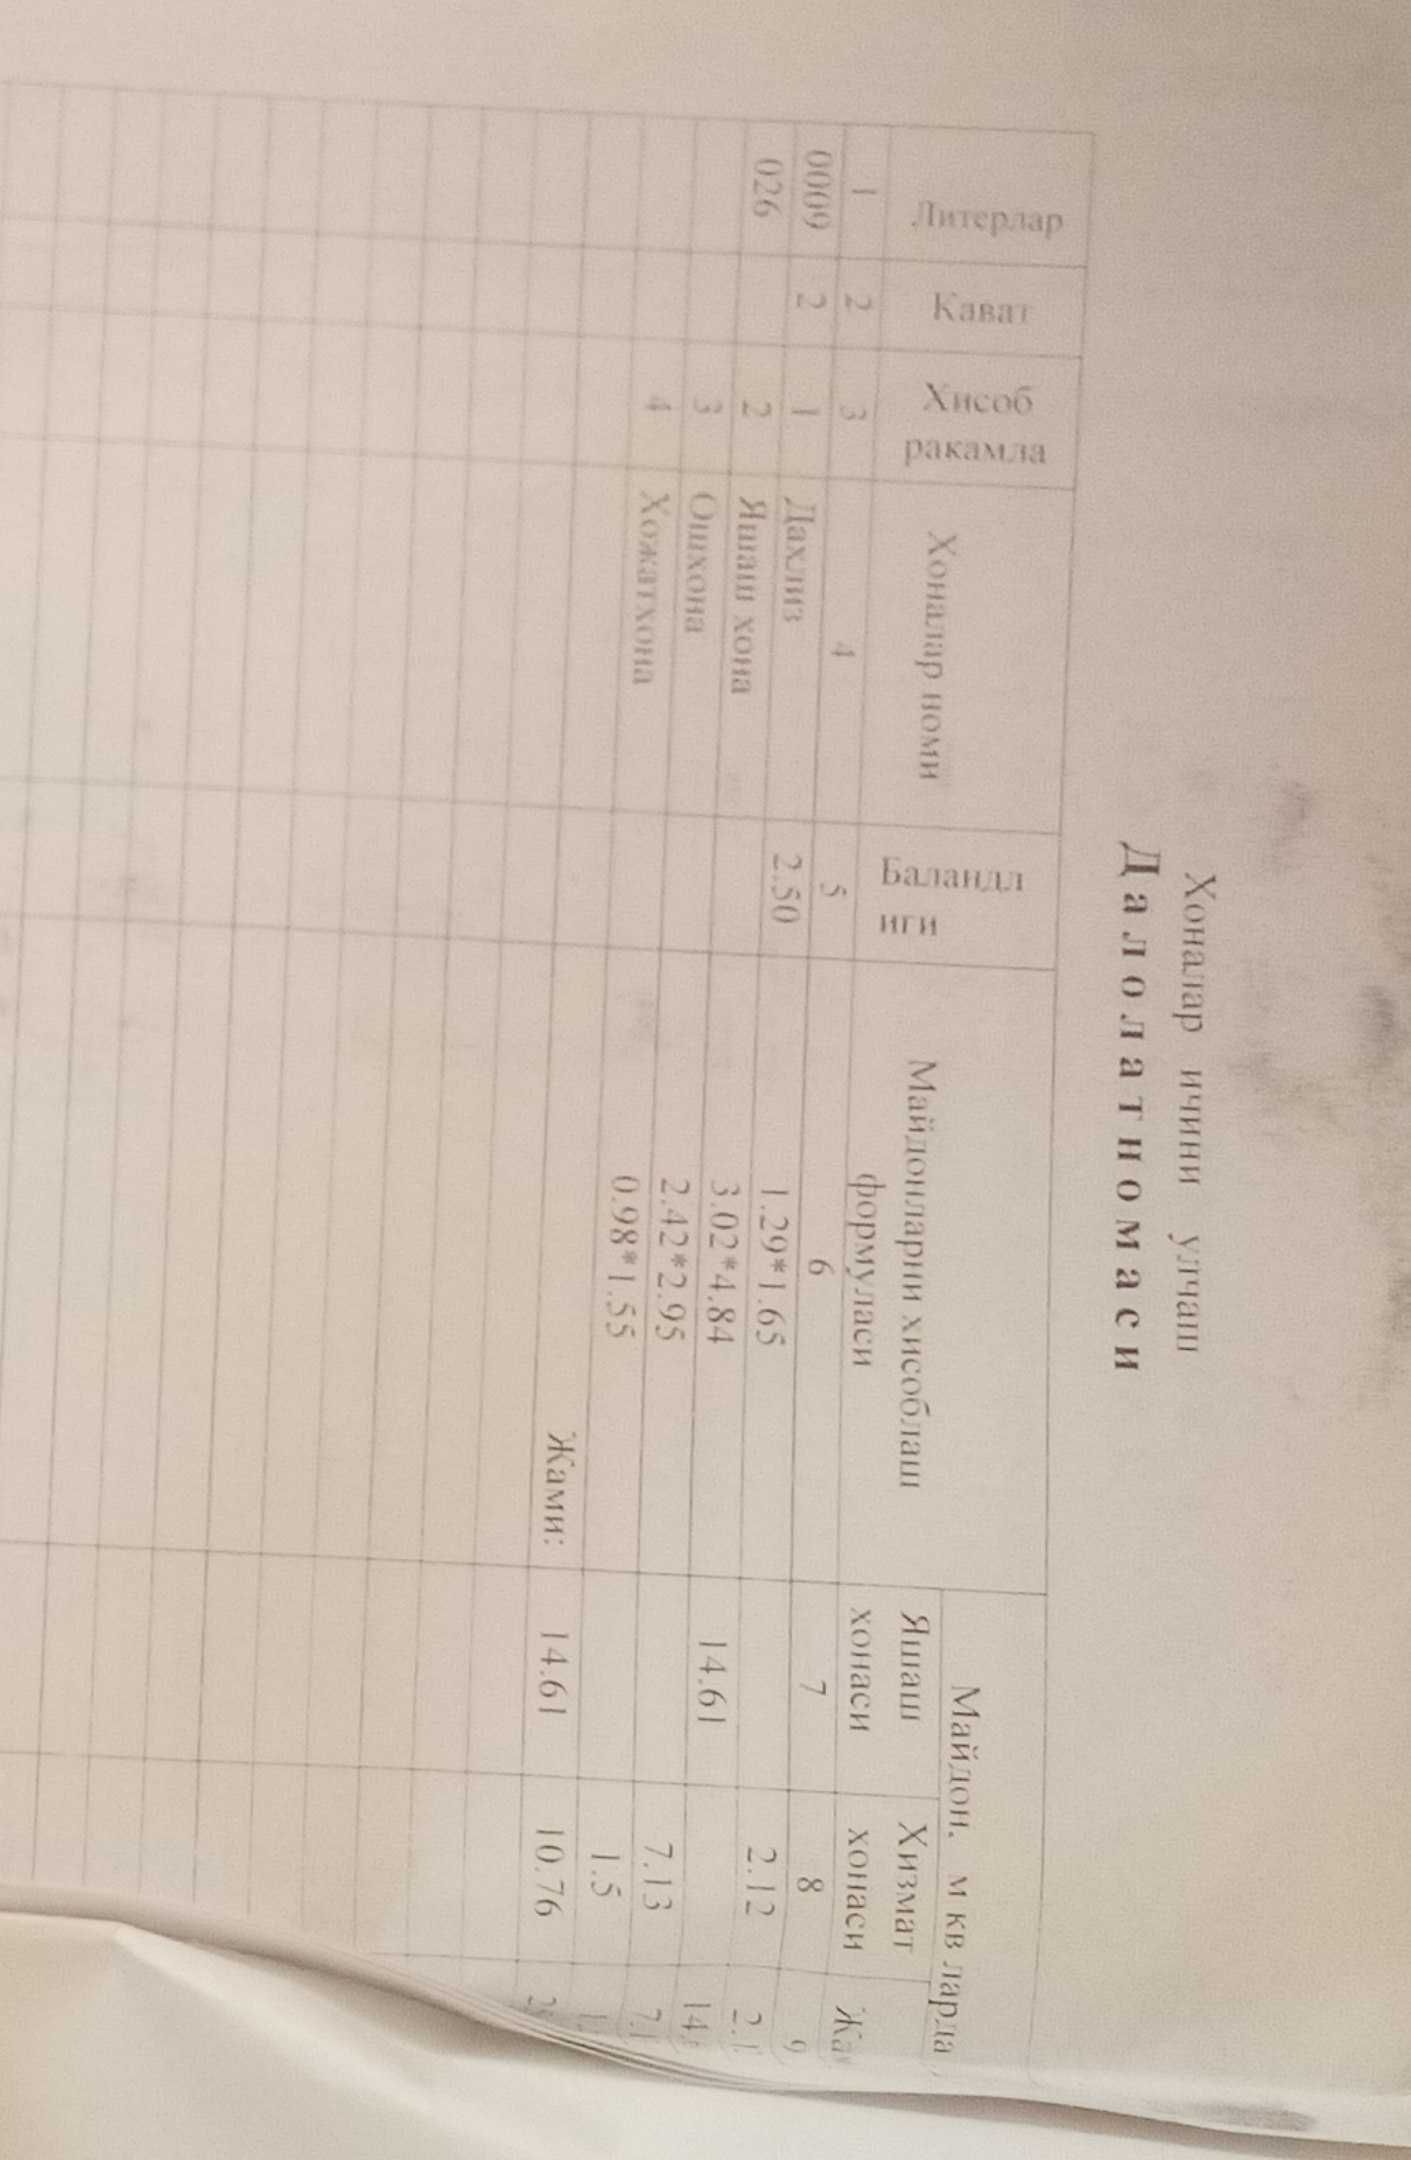 Хоналар ичини улчаш
Далолатномаси
Литерлар Кават Хисоб ракамла Хоналар номи Баландл иги Майдонларни хисоблаш формуласи Майдон. м кв ларда
Яшаш хонаси Хизмат хонаси
1 2 3 4 5 6 7 8 9
0009 2 1 Дахлиз 2.50 1.29*1.65 2.12
026 2 Яшаш хона 3.02*4.84 14.61
3 Ошхона 2.42*2.95 7.13
4 Хожатхона 0.98*1.55 1.5
Жами: 14.61 10.76